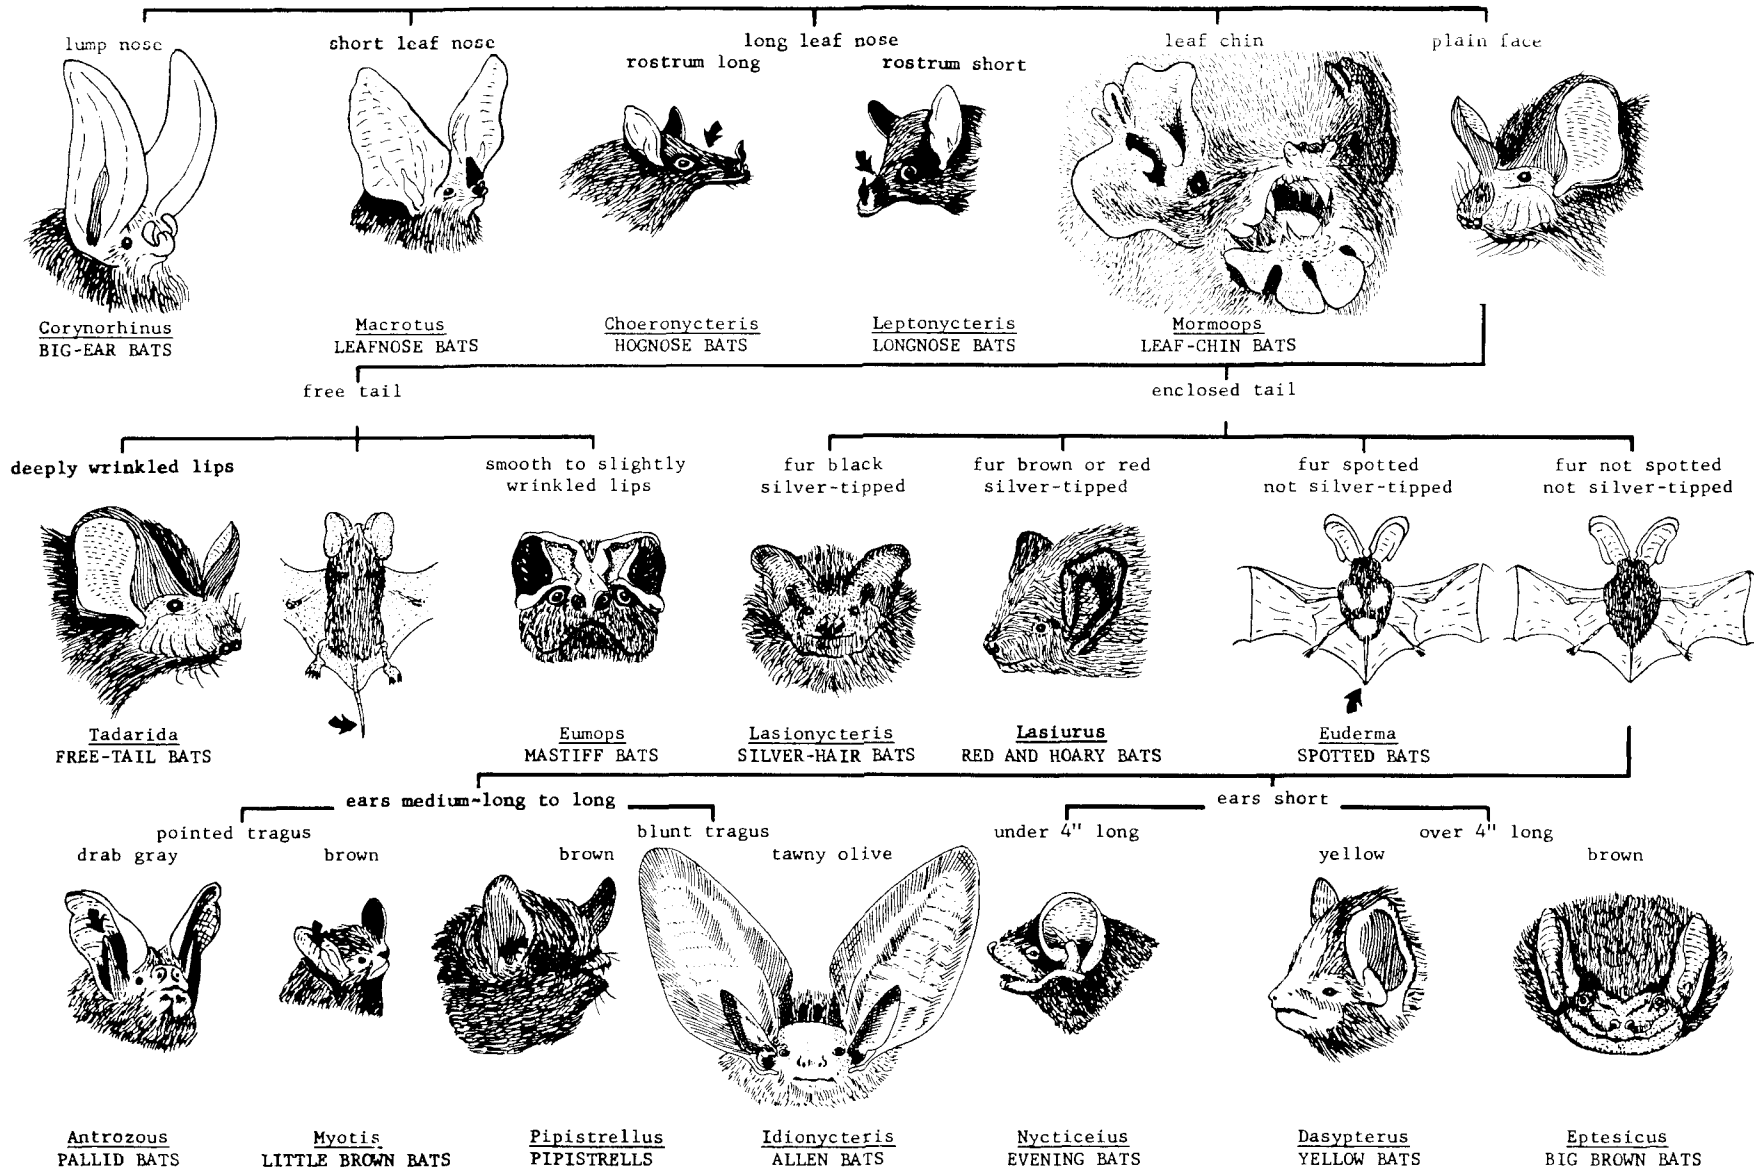 lump nose
short leaf nose
long leaf nose
leaf chin
plain face
rostrum long
rostrum short
Corynorhinus
BIG-EAR BATS
Macrotus
LEAFNOSE BATS
Choeronycteris
HOGNOSE BATS
Leptonycteris
LONGNOSE BATS
Mormoops
LEAF-CHIN BATS
free tail
enclosed tail
deeply wrinkled lips
smooth to slightly
wrinkled lips
fur black
silver-tipped
fur brown or red
silver-tipped
fur spotted
not silver-tipped
fur not spotted
not silver-tipped
Tadarida
FREE-TAIL BATS
Eumops
MASTIFF BATS
Lasionycteris
SILVER-HAIR BATS
Lasiurus
RED AND HOARY BATS
Euderma
SPOTTED BATS
ears medium-long to long
ears short
pointed tragus
blunt tragus
under 4" long
over 4" long
drab gray
brown
brown
tawny olive
yellow
brown
Antrozous
PALLID BATS
Myotis
LITTLE BROWN BATS
Pipistrellus
PIPISTRELLS
Idionycteris
ALLEN BATS
Nycticeius
EVENING BATS
Dasypterus
YELLOW BATS
Eptesicus
BIG BROWN BATS